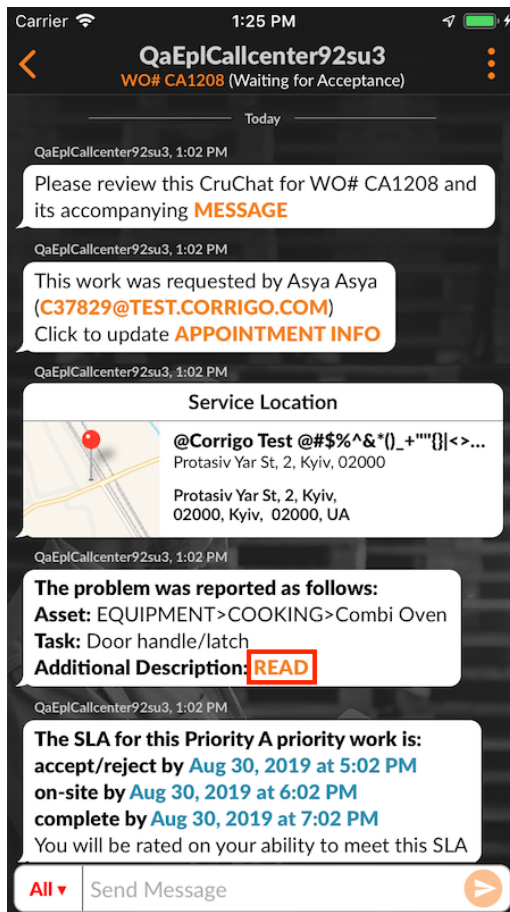 Carrier 1:25 PM
QaEplCallcenter92su3
WO# CA1208 (Waiting for Acceptance)
Today
QaEplCallcenter92su3, 1:02 PM
Please review this CruChat for WO# CA1208 and
its accompanying MESSAGE
QaEplCallcenter92su3, 1:02 PM
This work was requested by Asya Asya
(C37829@TEST.CORRIGO.COM)
Click to update APPOINTMENT INFO
QaEplCallcenter92su3, 1:02 PM
Service Location
@Corrigo Test @#$%^&*()_+""{}|<>...
Protasiv Yar St, 2, Kyiv, 02000
Protasiv Yar St, 2, Kyiv,
02000, Kyiv, 02000, UA
QaEplCallcenter92su3, 1:02 PM
The problem was reported as follows:
Asset: EQUIPMENT>COOKING>Combi Oven
Task: Door handle/latch
Additional Description: READ
QaEplCallcenter92su3, 1:02 PM
The SLA for this Priority A priority work is:
accept/reject by Aug 30, 2019 at 5:02 PM
on-site by Aug 30, 2019 at 6:02 PM
complete by Aug 30, 2019 at 7:02 PM
You will be rated on your ability to meet this SLA
All ▾ Send Message